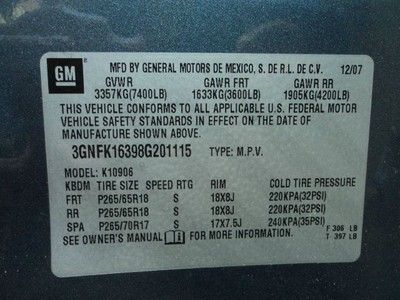 GM
MFD BY GENERAL MOTORS DE MEXICO, S. DE R.L. DE C.V. 12/07
GVWR GAWR FRT GAWR RR
3357KG(7400LB) 1633KG(3600LB) 1905KG(4200LB)
THIS VEHICLE CONFORMS TO ALL APPLICABLE U.S. FEDERAL MOTOR
VEHICLE SAFETY STANDARDS IN EFFECT ON THE DATE OF
MANUFACTURE SHOWN ABOVE.
3GNFK16398G201115 TYPE: M.P.V.
MODEL: K10906
KBDM TIRE SIZE SPEED RTG RIM COLD TIRE PRESSURE
FRT P265/65R18 S 18X8J 220KPA(32PSI)
RR P265/65R18 S 18X8J 220KPA(32PSI)
SPA P265/70R17 S 17X7.5J 240KPA(35PSI)
SEE OWNER'S MANUAL FOR MORE INFORMATION. F 306 LB
T 397 LB